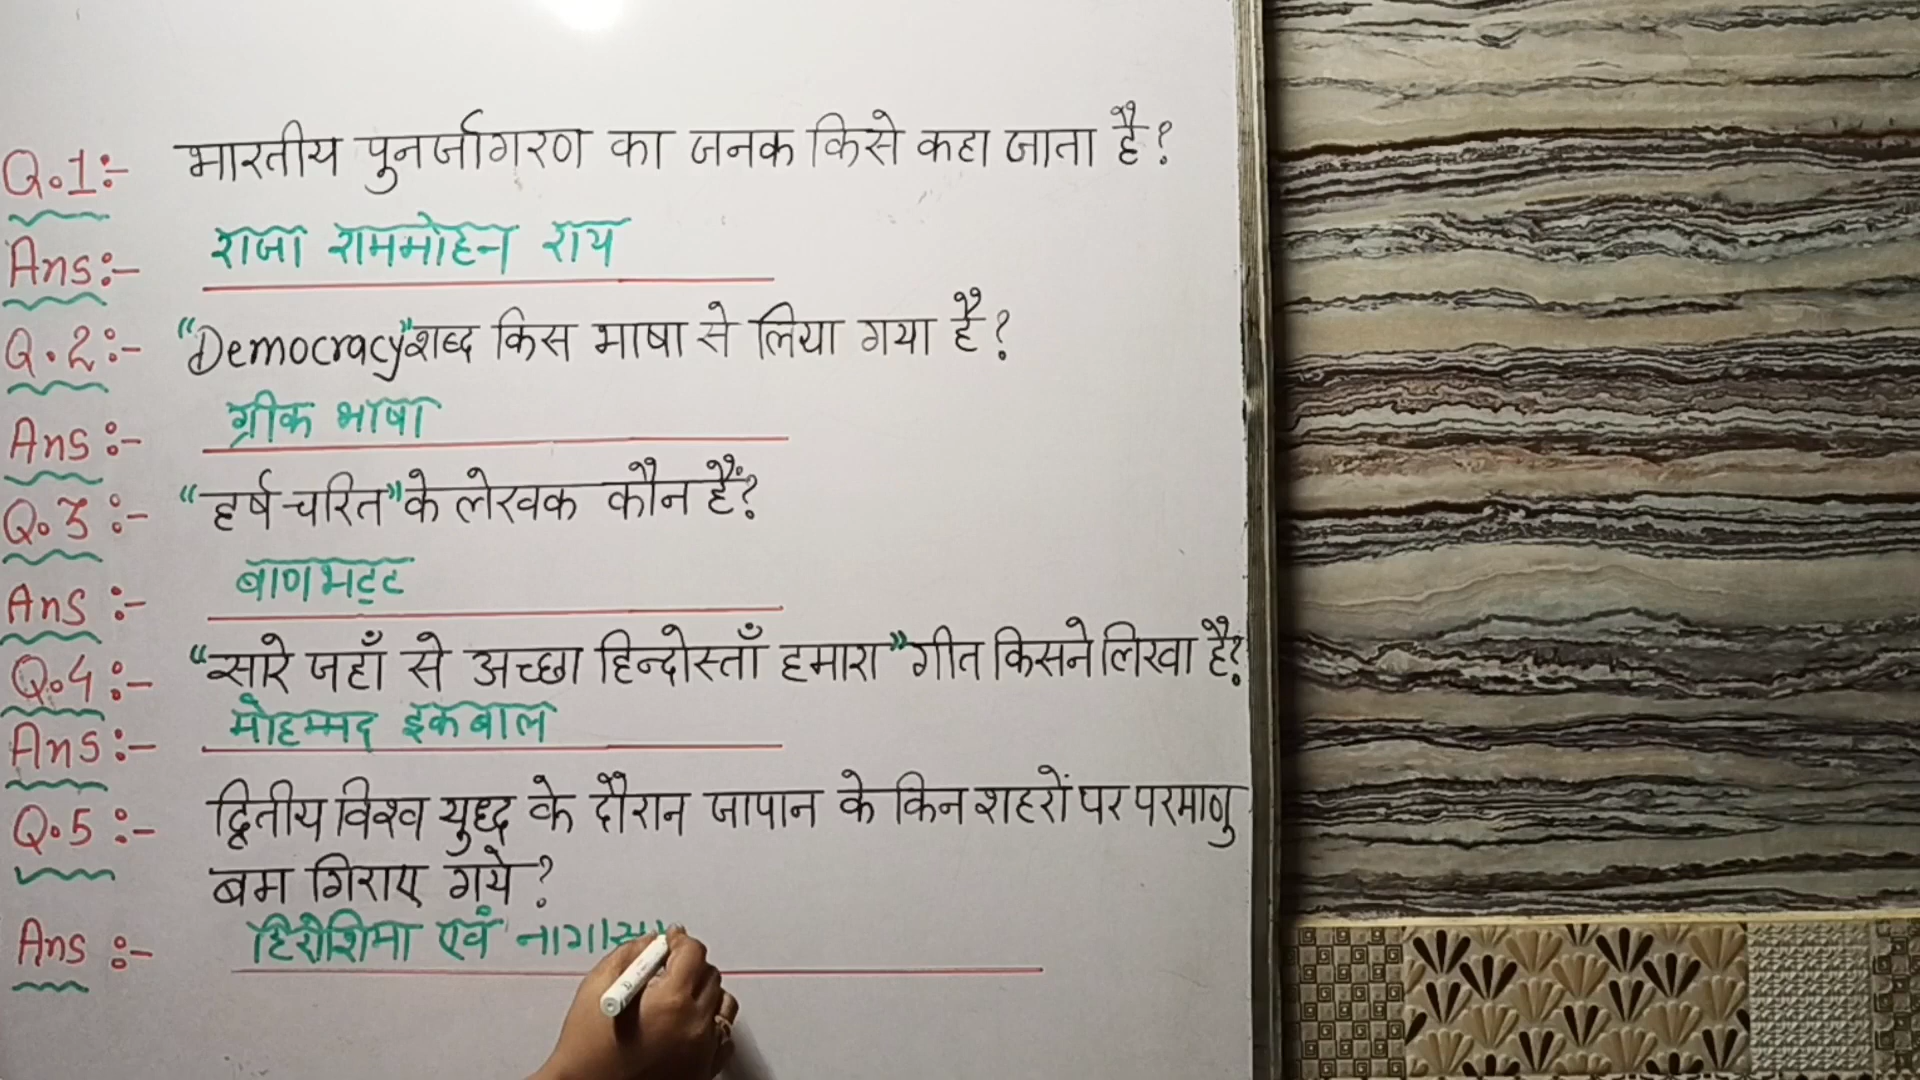 Q.1:- भारतीय पुनर्जागरण का जनक किसे कहा जाता है?
Ans:- राजा राममोहन राय
Q.2:- "Democracy" शब्द किस भाषा से लिया गया है?
Ans:- ग्रीक भाषा
Q.3:- "हर्ष चरित" के लेखक कौन हैं?
Ans:- बाणभट्ट
Q.4:- "सारे जहाँ से अच्छा हिन्दोस्ताँ हमारा" गीत किसने लिखा है?
Ans:- मोहम्मद इकबाल
Q.5:- द्वितीय विश्व युध्द के दौरान जापान के किन शहरों पर परमाणु
बम गिराए गये?
Ans:- हिरोशिमा एवं